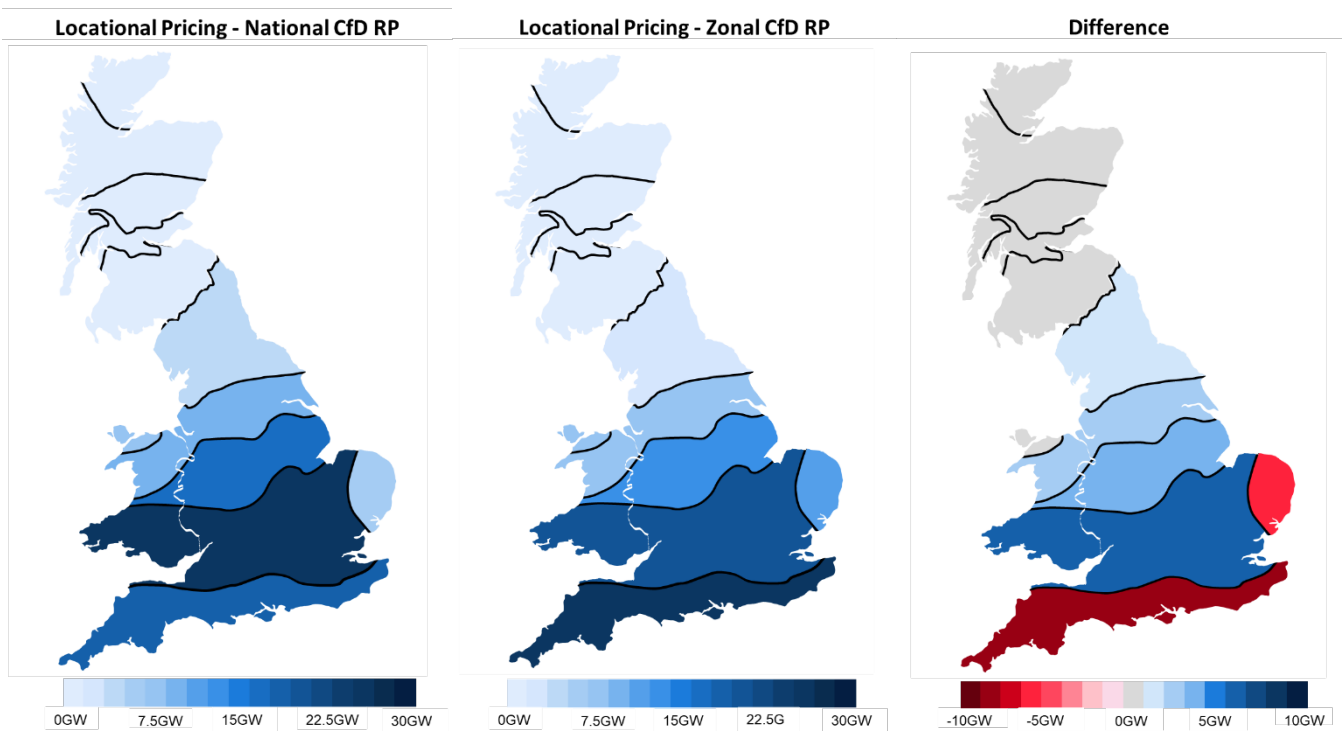 Locational Pricing - National CfD RP
Locational Pricing - Zonal CfD RP
Difference
0GW 7.5GW 15GW 22.5GW 30GW
0GW 7.5GW 15GW 22.5G 30GW
-10GW -5GW 0GW 5GW 10GW